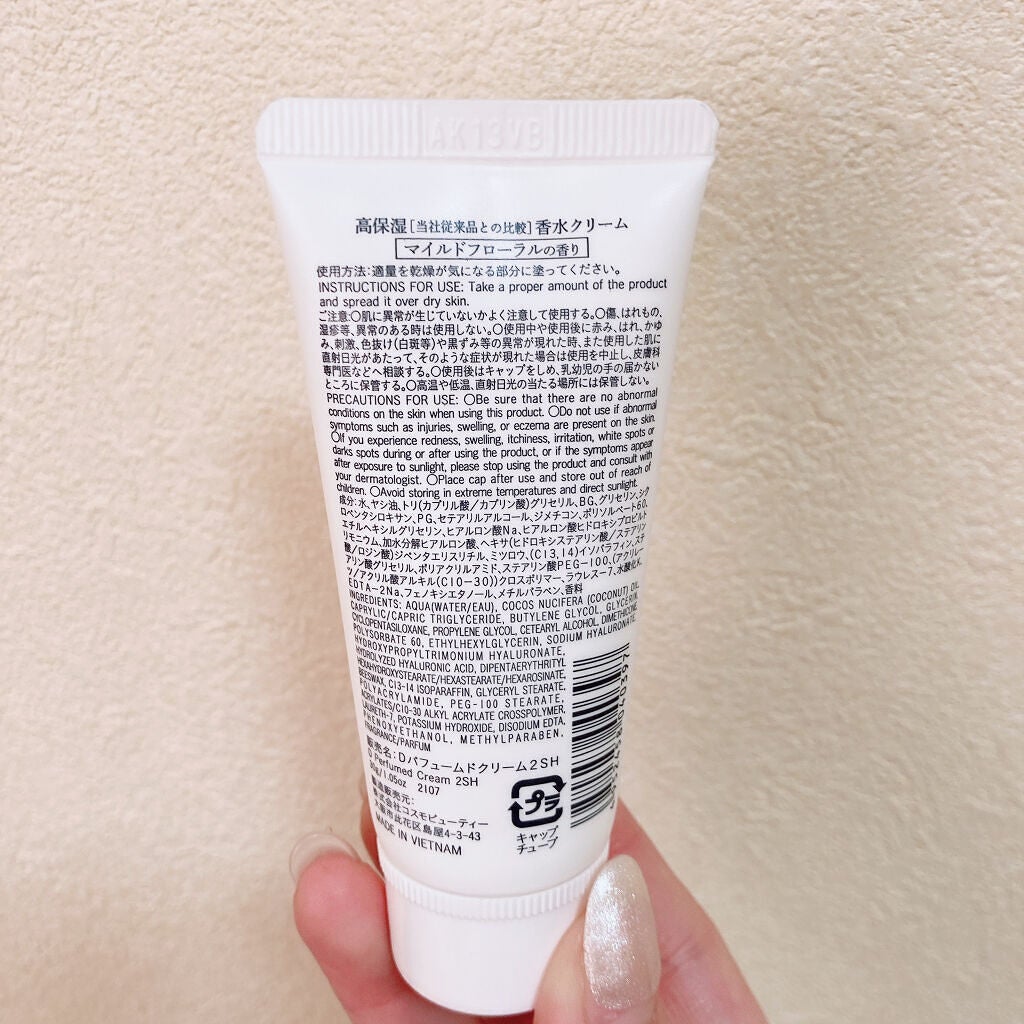 AK13VB
高保湿[当社従来品との比較]香水クリーム
マイルドフローラルの香り
使用方法:適量を乾燥が気になる部分に塗ってください。
INSTRUCTIONS FOR USE: Take a proper amount of the product
and spread it over dry skin.
ご注意:〇肌に異常が生じていないかよく注意して使用する。〇傷、はれもの、
湿疹等、異常のある時は使用しない。〇使用中や使用後に赤み、はれ、かゆ
み、刺激、色抜け(白斑等)や黒ずみ等の異常が現れた時、また使用した肌に
直射日光があたって、そのような症状が現れた場合は使用を中止し、皮膚科
専門医などへ相談する。〇使用後はキャップをしめ、乳幼児の手の届かない
ところに保管する。〇高温や低温、直射日光の当たる場所には保管しない。
PRECAUTIONS FOR USE: 〇Be sure that there are no abnormal
conditions on the skin when using this product. 〇Do not use if abnormal
symptoms such as injuries, swelling, or eczema are present on the skin.
〇If you experience redness, swelling, itchiness, irritation, white spots or
darks spots during or after using the product, or if the symptoms appear
after exposure to sunlight, please stop using the product and consult with
your dermatologist. 〇Place cap after use and store out of reach of
children. 〇Avoid storing in extreme temperatures and direct sunlight.
成分:水、ヤシ油、トリ(カプリル酸/カプリン酸)グリセリル、BG、グリセリン、シク
ロペンタシロキサン、PG、セテアリルアルコール、ジメチコン、ポリソルベート60、
エチルヘキシルグリセリン、ヒアルロン酸Na、ヒアルロン酸ヒドロキシプロピルト
リモニウム、加水分解ヒアルロン酸、ヘキサ(ヒドロキシステアリン酸/ステアリン
酸/ロジン酸)ジペンタエリスリチル、ミツロウ、(C13,14)イソパラフィン、ステ
アリン酸グリセリル、ポリアクリルアミド、ステアリン酸PEG-100、(アクリレー
ツ/アクリル酸アルキル(C10-30))クロスポリマー、ラウレス-7、水酸化K、
EDTA-2Na、フェノキシエタノール、メチルパラベン、香料
INGREDIENTS: AQUA(WATER/EAU), COCOS NUCIFERA (COCONUT) OIL,
CAPRYLIC/CAPRIC TRIGLYCERIDE, BUTYLENE GLYCOL, GLYCERIN,
CYCLOPENTASILOXANE, PROPYLENE GLYCOL, CETEARYL ALCOHOL, DIMETHICONE,
POLYSORBATE 60, ETHYLHEXYLGLYCERIN, SODIUM HYALURONATE,
HYDROXYPROPYLTRIMONIUM HYALURONATE,
HYDROLYZED HYALURONIC ACID, DIPENTAERYTHRITYL
HEXAHYDROXYSTEARATE/HEXASTEARATE/HEXAROSINATE,
BEESWAX, C13-14 ISOPARAFFIN, GLYCERYL STEARATE,
POLYACRYLAMIDE, PEG-100 STEARATE,
ACRYLATES/C10-30 ALKYL ACRYLATE CROSSPOLYMER,
LAURETH-7, POTASSIUM HYDROXIDE, DISODIUM EDTA,
PHENOXYETHANOL, METHYLPARABEN,
FRAGRANCE/PARFUM
販売名:Dパフュームドクリーム2SH
D Perfumed Cream 2SH
30g/1.05oz 2107
製造販売元:
株式会社コスモビューティー
大阪市此花区島屋4-3-43
MADE IN VIETNAM
プラ
キャップ
チューブ